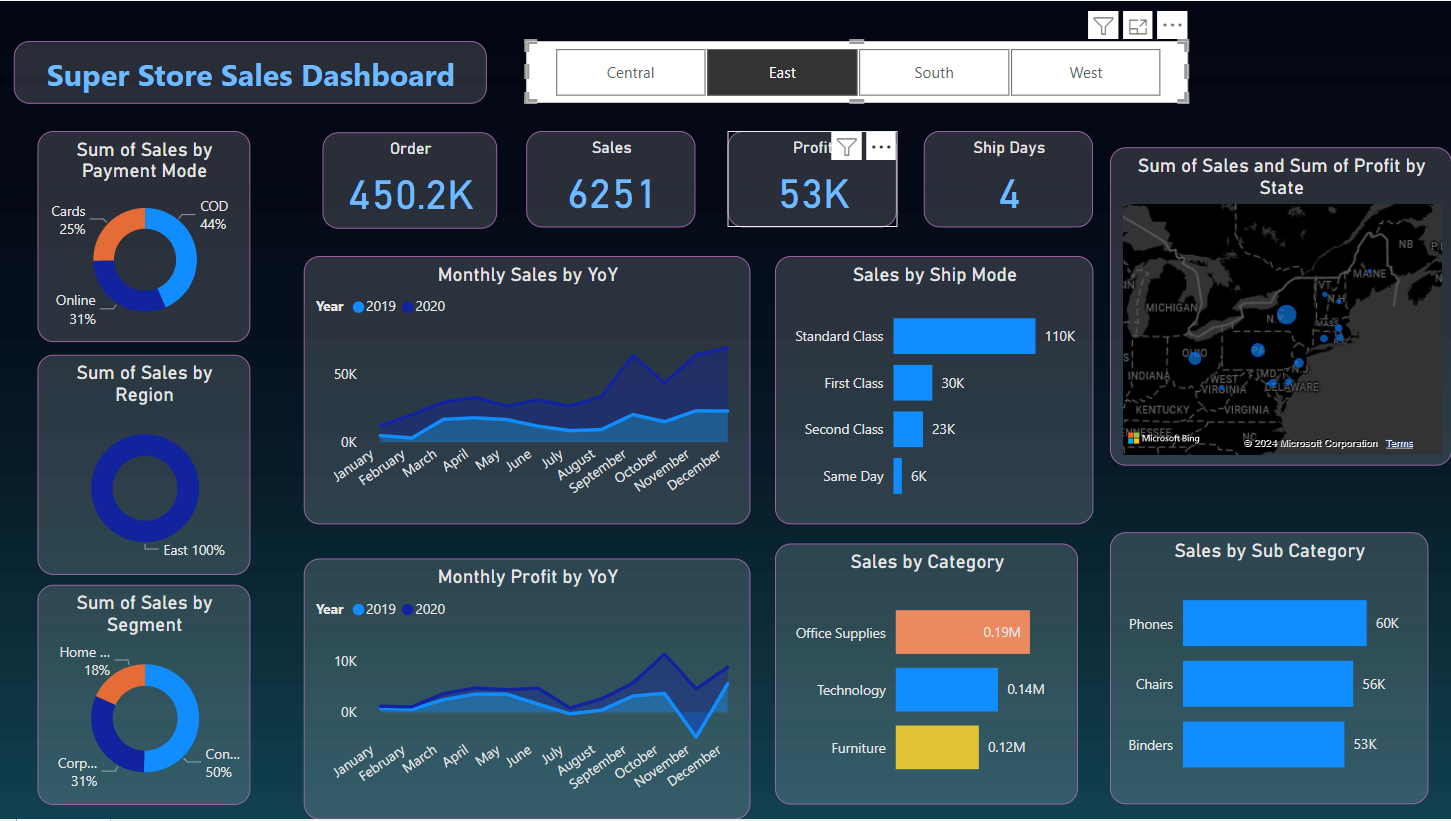 Super Store Sales Dashboard
Central
East
South
West
Sum of Sales by
Payment Mode
Cards
25%
COD
44%
Online
31%
Order
450.2K
Sales
6251
Profit
53K
Ship Days
4
Sum of Sales and Sum of Profit by
State
NB
MAINE
VT.
N.H.
MICHIGAN
N.Y.
MASS.
R.I.
OHIO
PA
N.J.
INDIANA
MD.
WEST
VIRGINIA
DELAWARE
KENTUCKY
VIRGINIA
NC
Microsoft Bing
© 2024 Microsoft Corporation
Terms
Monthly Sales by YoY
Year 2019 2020
50K
0K
January
February
March
April
May
June
July
August
September
October
November
December
Sales by Ship Mode
Standard Class 110K
First Class 30K
Second Class 23K
Same Day 6K
Sum of Sales by
Region
East 100%
Sum of Sales by
Segment
Home ...
18%
Corp...
31%
Con...
50%
Monthly Profit by YoY
Year 2019 2020
10K
0K
January
February
March
April
May
June
July
August
September
October
November
December
Sales by Category
Office Supplies 0.19M
Technology 0.14M
Furniture 0.12M
Sales by Sub Category
Phones 60K
Chairs 56K
Binders 53K